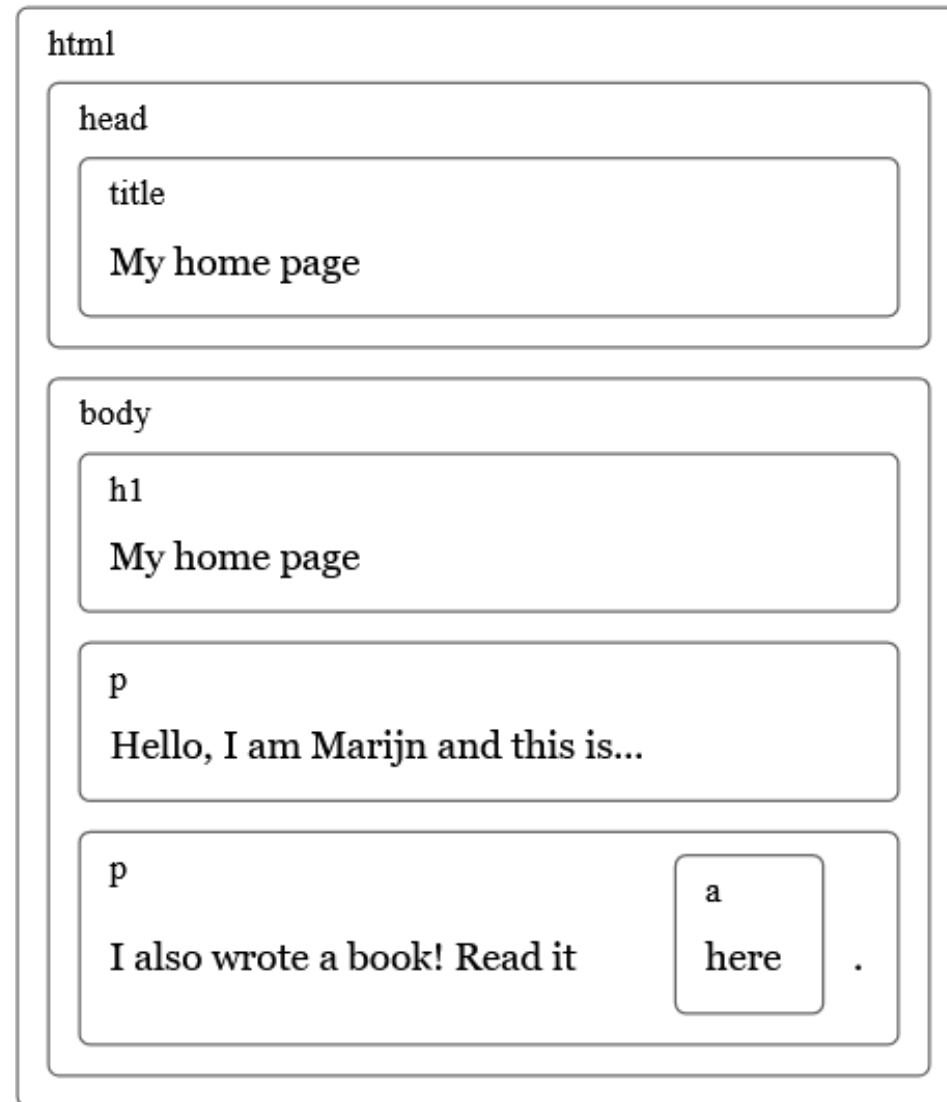 html
head
title
My home page
body
h1
My home page
p
Hello, I am Marijn and this is...
p
a
I also wrote a book! Read it here .